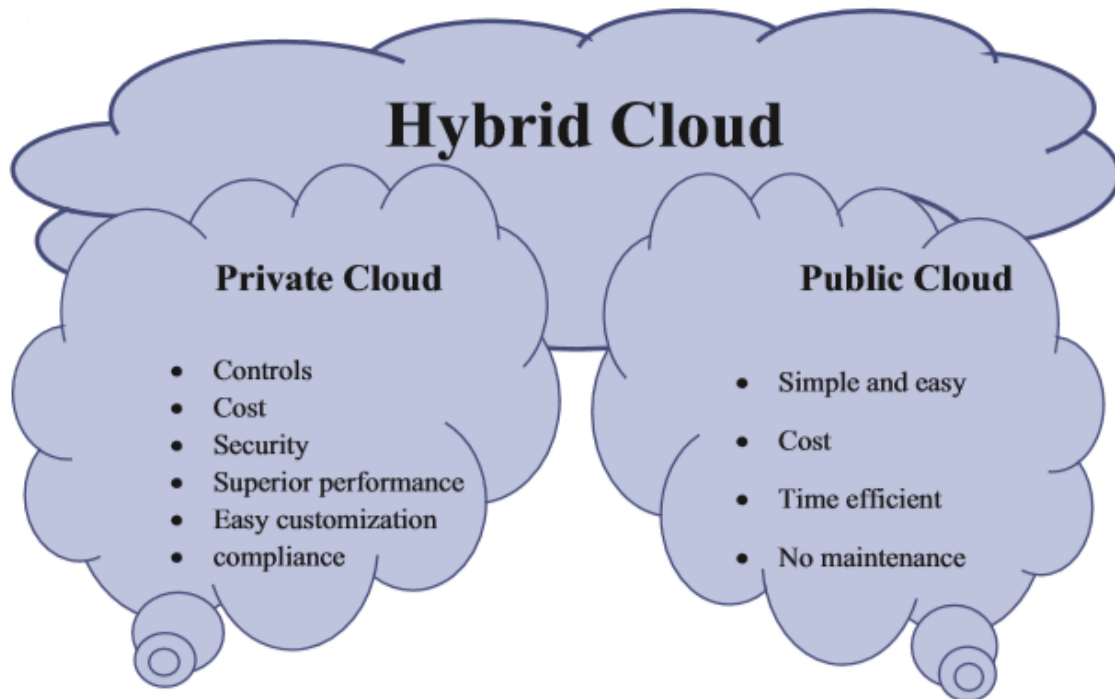 Hybrid Cloud
Private Cloud
• Controls
• Cost
• Security
• Superior performance
• Easy customization
• compliance
Public Cloud
• Simple and easy
• Cost
• Time efficient
• No maintenance